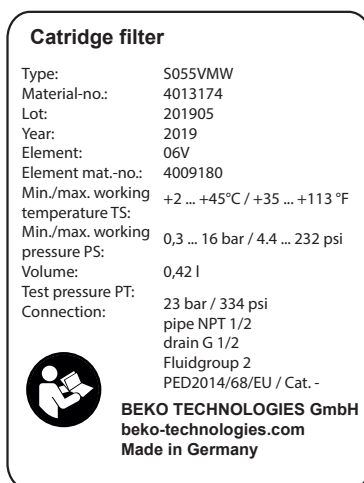 Catridge filter
Type: S055VMW
Material-no.: 4013174
Lot: 201905
Year: 2019
Element: 06V
Element mat.-no.: 4009180
Min./max. working
temperature TS: +2 ... +45°C / +35 ... +113 °F
Min./max. working
pressure PS: 0,3 ... 16 bar / 4.4 ... 232 psi
Volume: 0,42 l
Test pressure PT: 23 bar / 334 psi
Connection: pipe NPT 1/2
drain G 1/2
Fluidgroup 2
PED2014/68/EU / Cat. -
BEKO TECHNOLOGIES GmbH
beko-technologies.com
Made in Germany